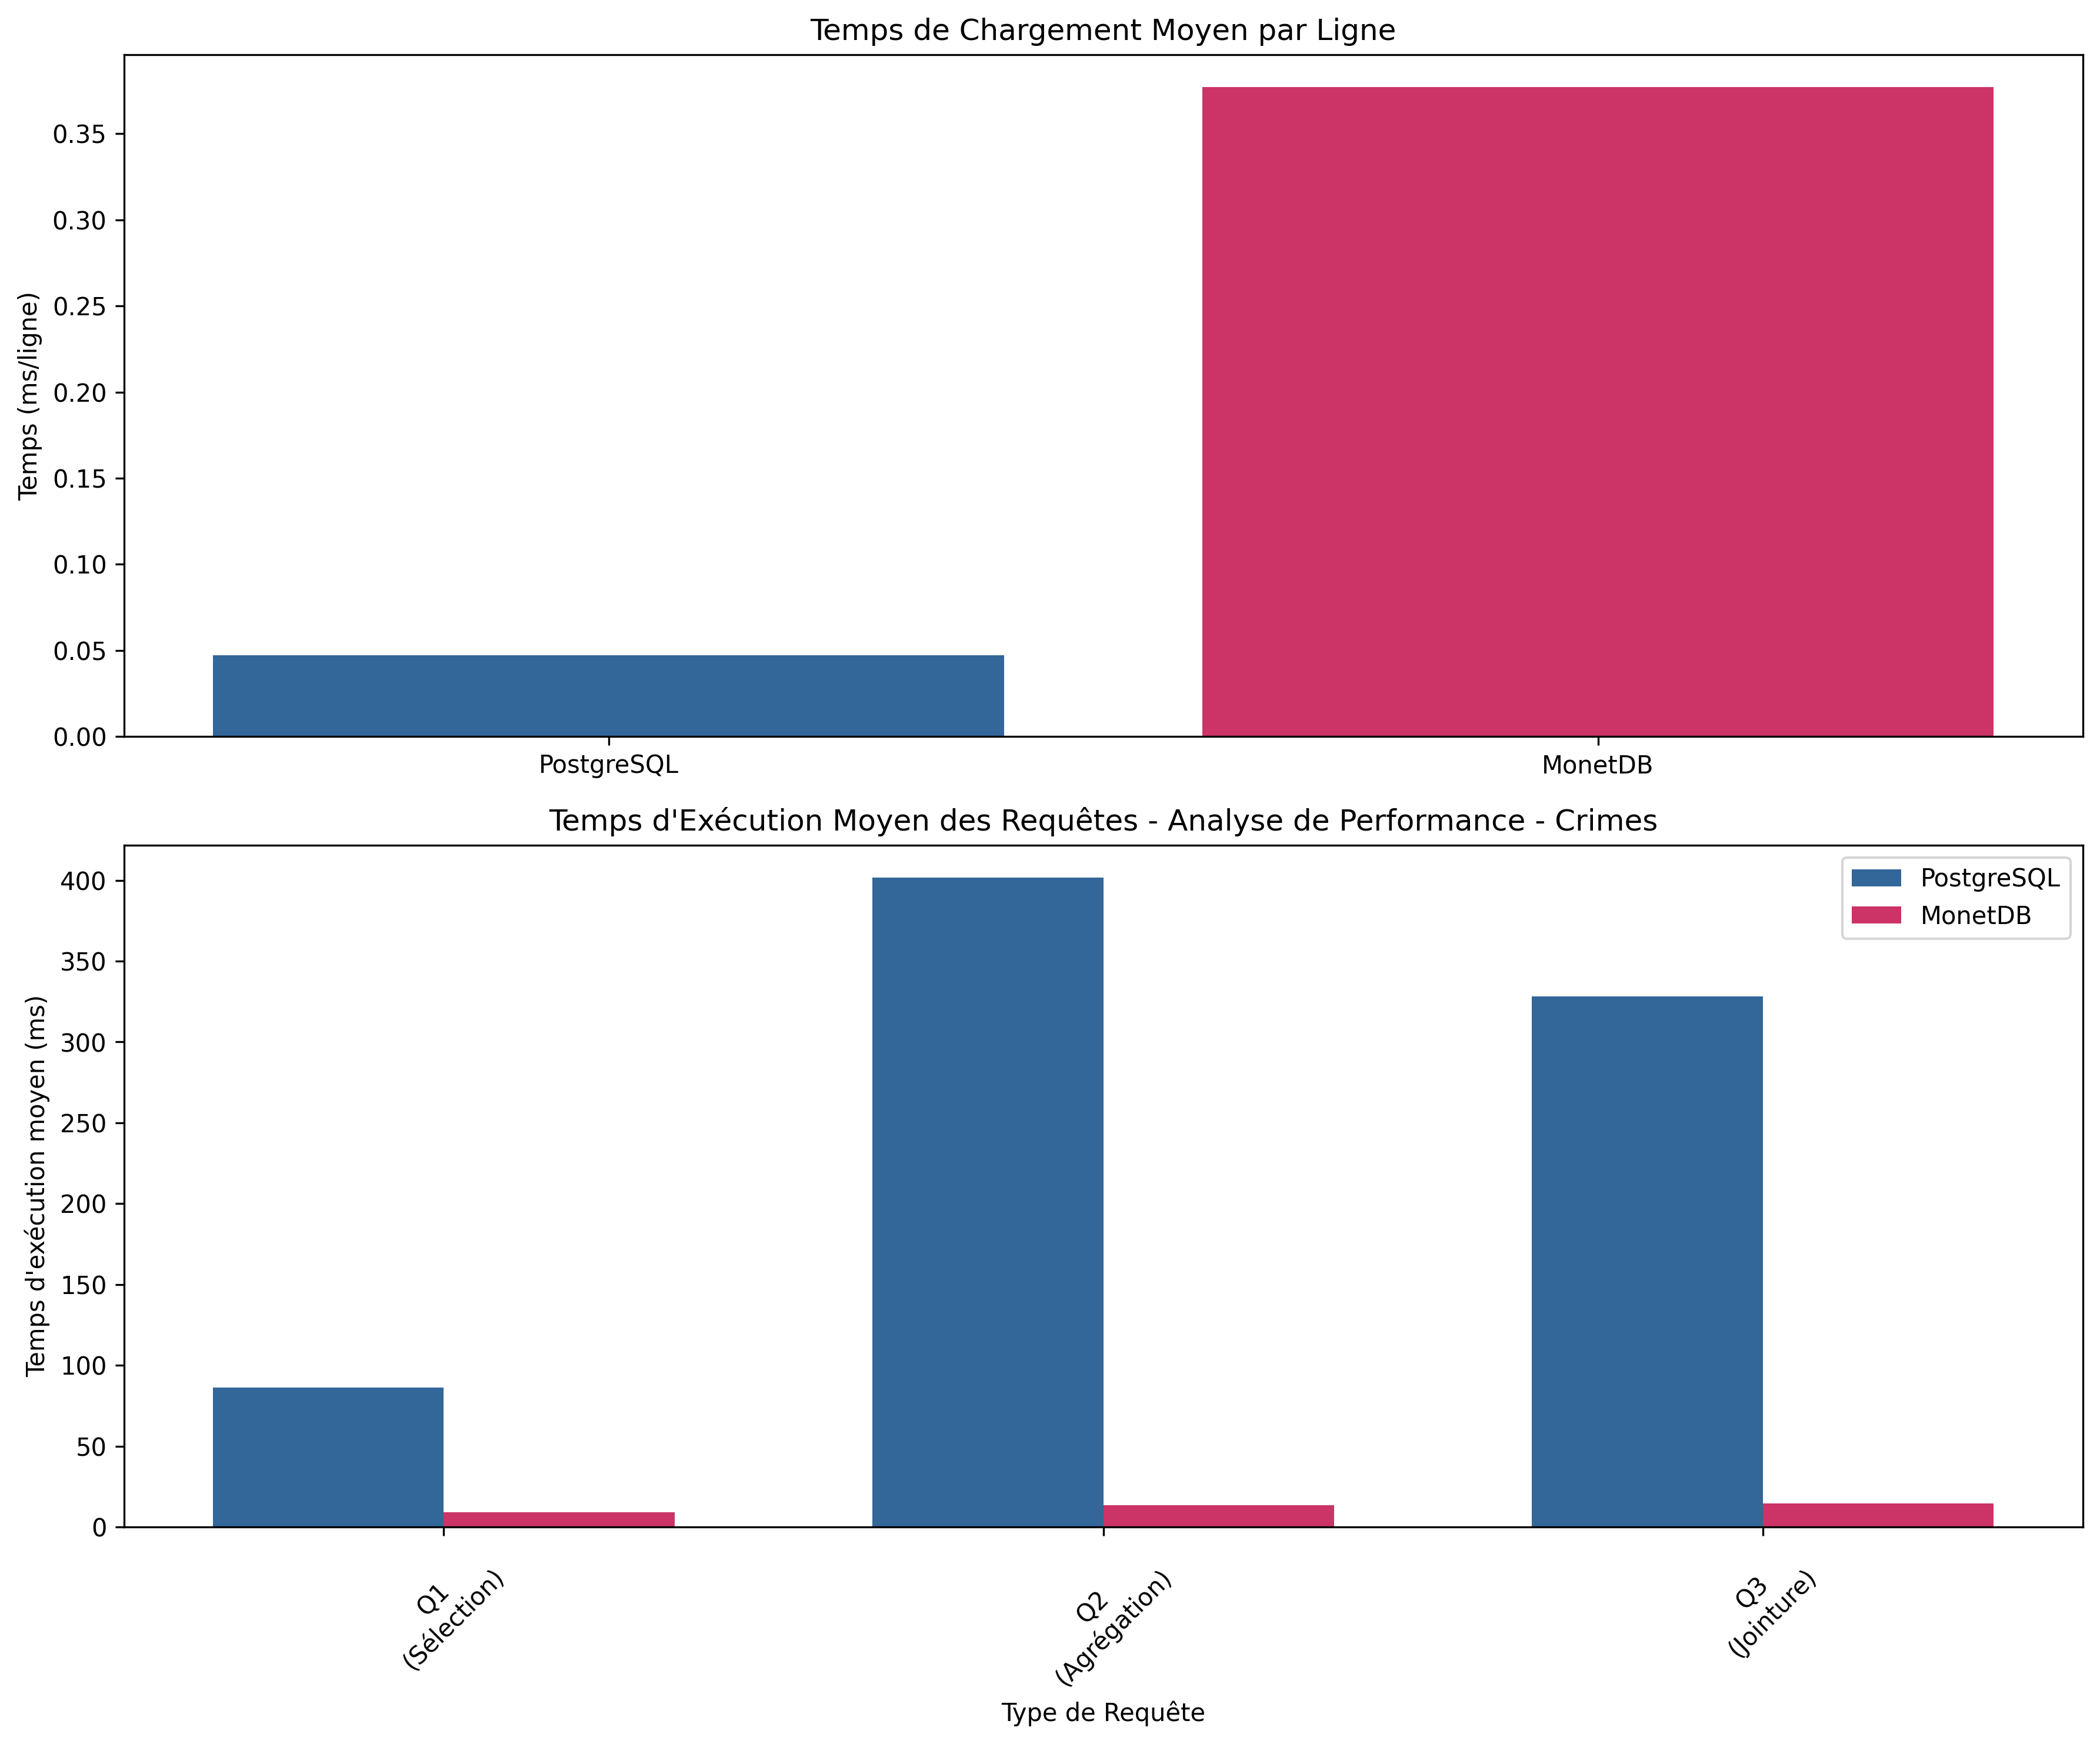 Temps de Chargement Moyen par Ligne
Temps (ms/ligne)
0.35
0.30
0.25
0.20
0.15
0.10
0.05
0.00
PostgreSQL
MonetDB
Temps d'Exécution Moyen des Requêtes - Analyse de Performance - Crimes
PostgreSQL
MonetDB
Temps d'exécution moyen (ms)
400
350
300
250
200
150
100
50
0
Q1
(Sélection)
Q2
(Agrégation)
Q3
(Jointure)
Type de Requête